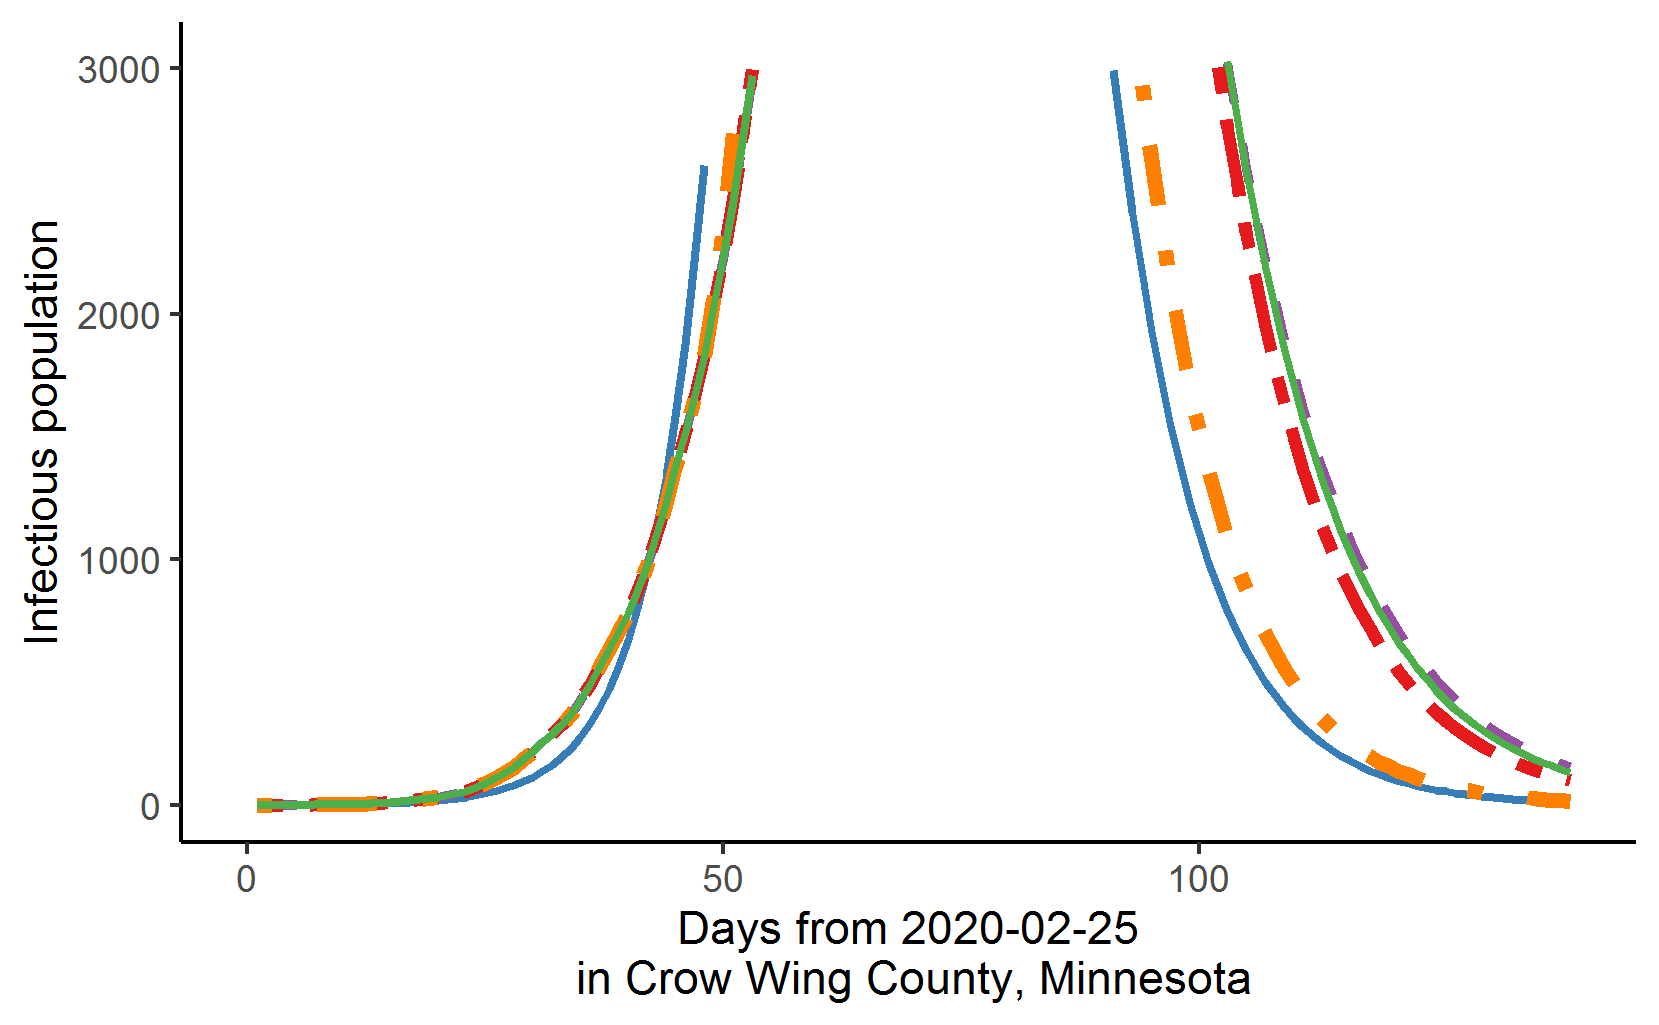 Infectious population
3000
2000
1000
0
0 50 100
Days from 2020-02-25
in Crow Wing County, Minnesota